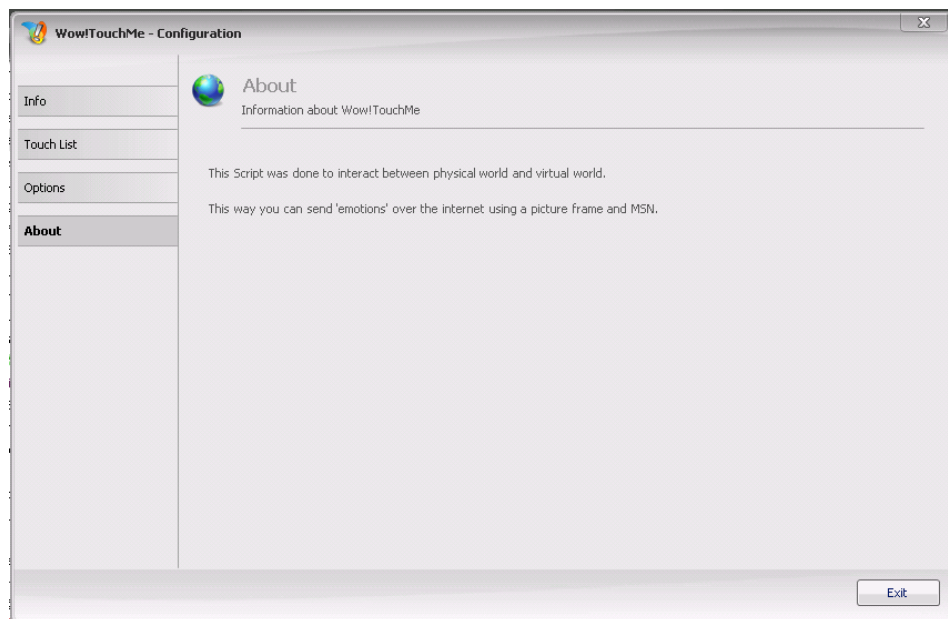 Wow!TouchMe - Configuration
Info
Touch List
Options
About
About
Information about Wow!TouchMe
This Script was done to interact between physical world and virtual world.
This way you can send 'emotions' over the internet using a picture frame and MSN.
Exit